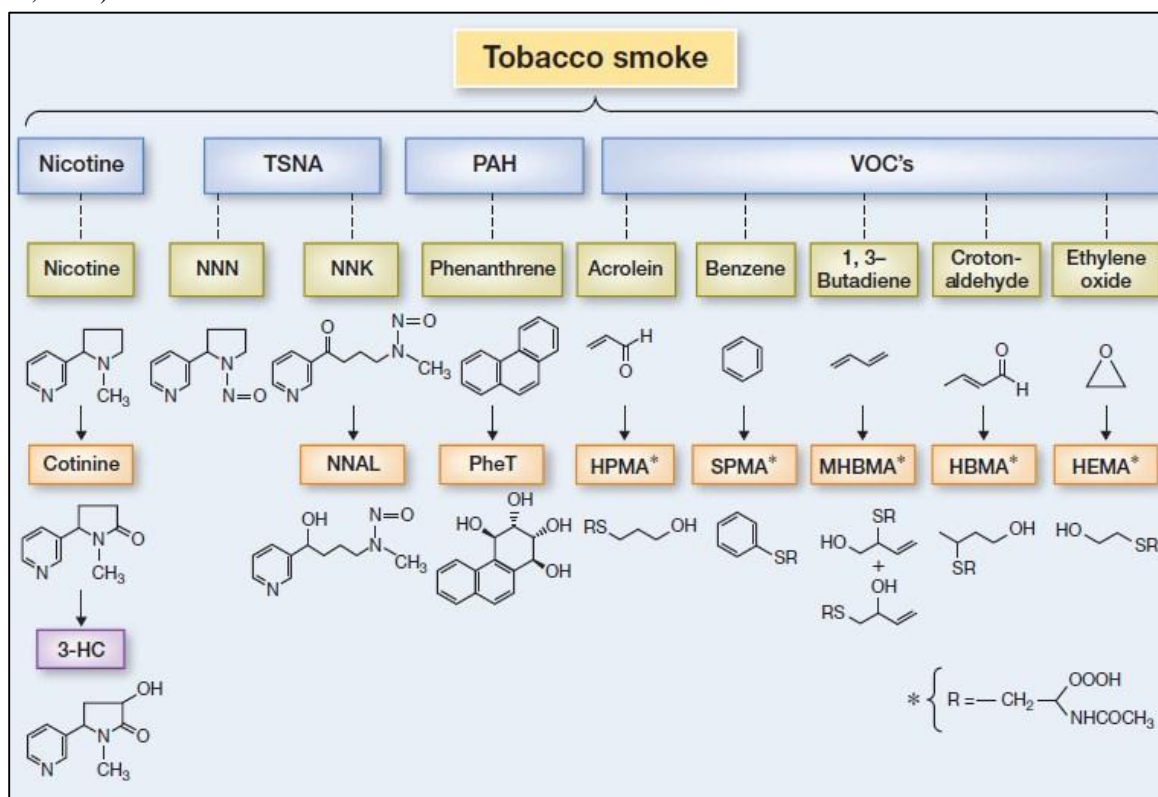 Tobacco smoke
Nicotine TSNA PAH VOC's
Nicotine NNN NNK Phenanthrene Acrolein Benzene 1, 3–Butadiene Croton-aldehyde Ethylene oxide
N
N
CH₃
N
N
N=O
O
N=O
N
CH₃
N
O
H
O
H
O
Cotinine NNAL PheT HPMA* SPMA* MHBMA* HBMA* HEMA*
N
N
CH₃
O
OH
N=O
N
CH₃
N
OH
HO
OH
OH
RS
OH
SR
SR
HO
+
OH
RS
OH
SR
HO
SR
3-HC
OH
N
O
N
CH₃
* { R = — CH₂
OOOH
NHCOCH₃